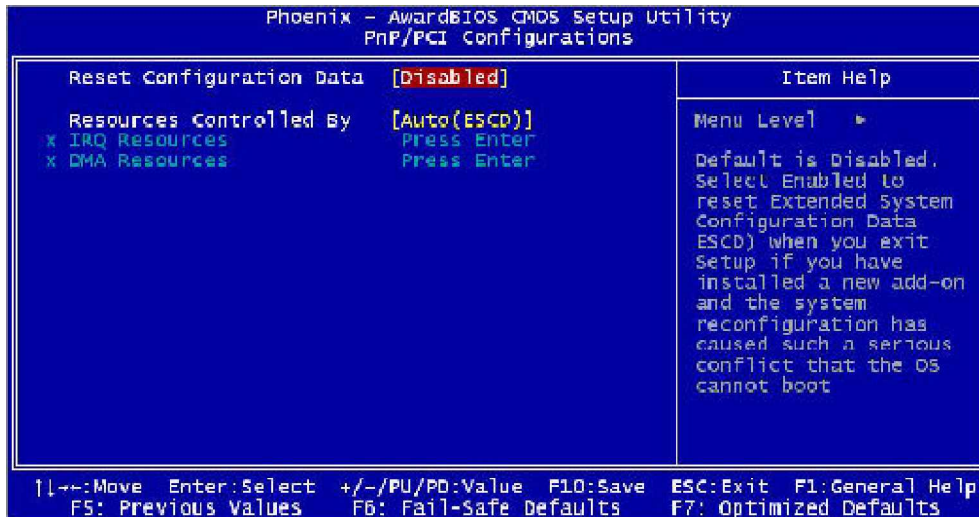 Phoenix - AwardBIOS CMOS Setup Utility
PnP/PCI Configurations
Reset Configuration Data [Disabled]
Resources Controlled By [Auto(ESCD)]
x IRQ Resources Press Enter
x DMA Resources Press Enter
Item Help
Menu Level ►
Default is Disabled.
Select Enabled to
reset Extended System
Configuration Data
ESCD) when you exit
Setup if you have
installed a new add-on
and the system
reconfiguration has
caused such a serious
conflict that the OS
cannot boot
↑↓→←:Move Enter:Select +/-/PU/PD:Value F10:Save ESC:Exit F1:General Help
F5: Previous Values F6: Fail-Safe Defaults F7: Optimized Defaults